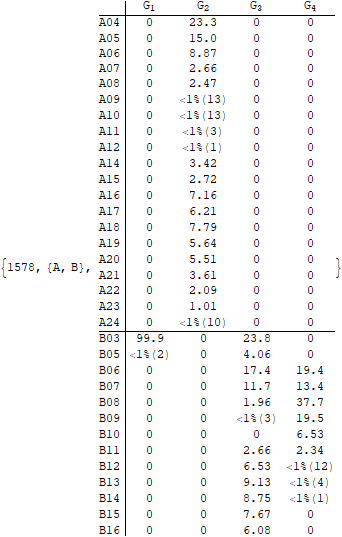 G1 G2 G3 G4
A04 0 23.3 0 0
A05 0 15.0 0 0
A06 0 8.87 0 0
A07 0 2.66 0 0
A08 0 2.47 0 0
A09 0 <1%(13) 0 0
A10 0 <1%(13) 0 0
A11 0 <1%(3) 0 0
A12 0 <1%(1) 0 0
A14 0 3.42 0 0
A15 0 2.72 0 0
A16 0 7.16 0 0
A17 0 6.21 0 0
A18 0 7.79 0 0
A19 0 5.64 0 0
A20 0 5.51 0 0
{1578, {A, B}, }
A21 0 3.61 0 0
A22 0 2.09 0 0
A23 0 1.01 0 0
A24 0 <1%(10) 0 0
B03 99.9 0 23.8 0
B05 <1%(2) 0 4.06 0
B06 0 0 17.4 19.4
B07 0 0 11.7 13.4
B08 0 0 1.96 37.7
B09 0 0 <1%(3) 19.5
B10 0 0 0 6.53
B11 0 0 2.66 2.34
B12 0 0 6.53 <1%(12)
B13 0 0 9.13 <1%(4)
B14 0 0 8.75 <1%(1)
B15 0 0 7.67 0
B16 0 0 6.08 0